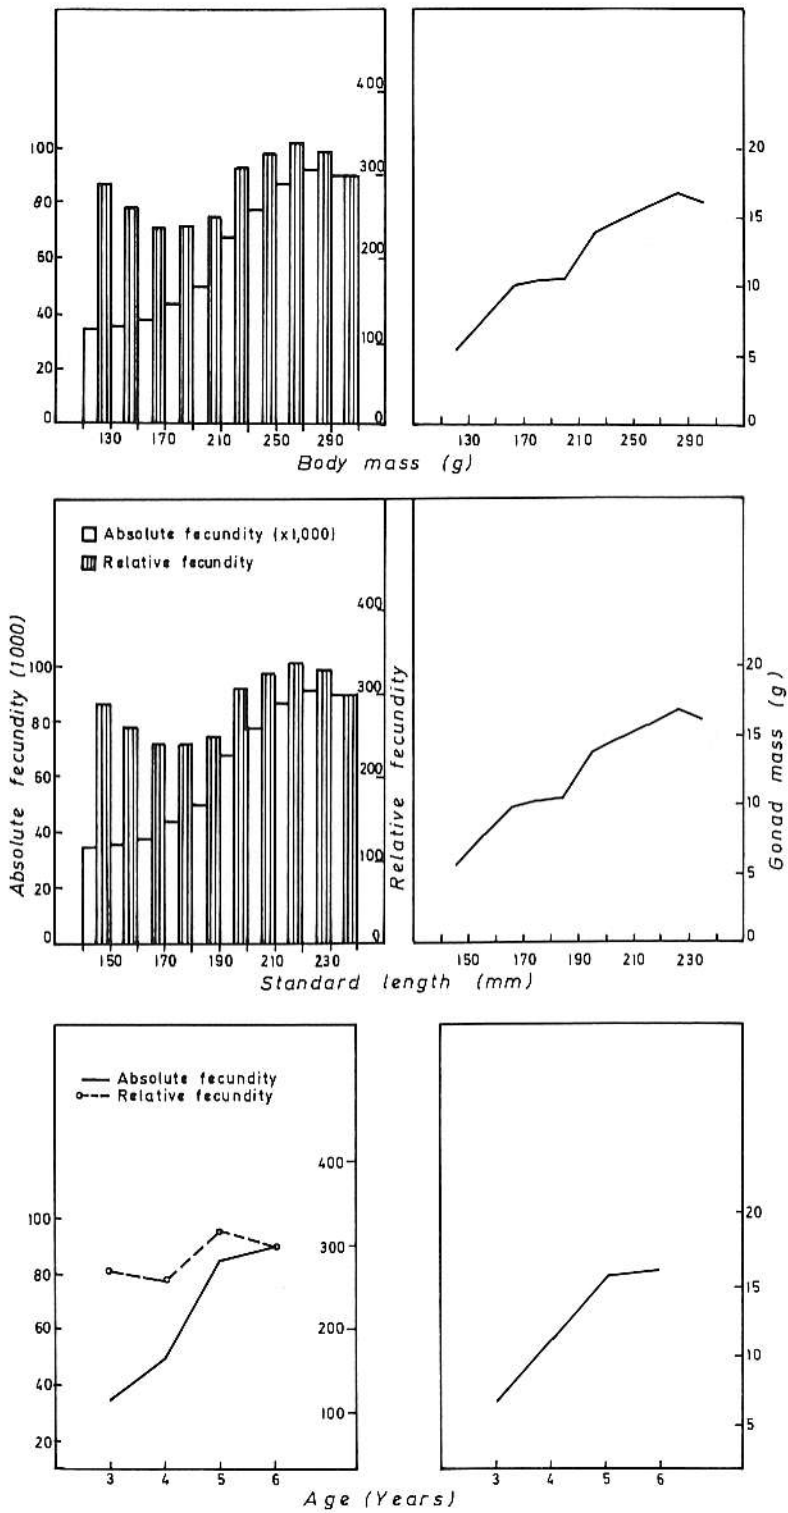 400
100
80
60
40
20
0
300
200
100
0
130 170 210 250 290
20
15
10
5
0
130 170 210 250 290
Body mass (g)
Absolute fecundity (x1,000)
Relative fecundity
Absolute fecundity (1000)
100
80
60
40
20
0
400
300
200
100
0
Relative fecundity
150 170 190 210 230
20
15
10
5
0
Gonad mass (g)
150 170 190 210 230
Standard length (mm)
Absolute fecundity
Relative fecundity
100
80
60
40
20
400
300
200
100
3 4 5 6
20
15
10
5
3 4 5 6
Age (Years)